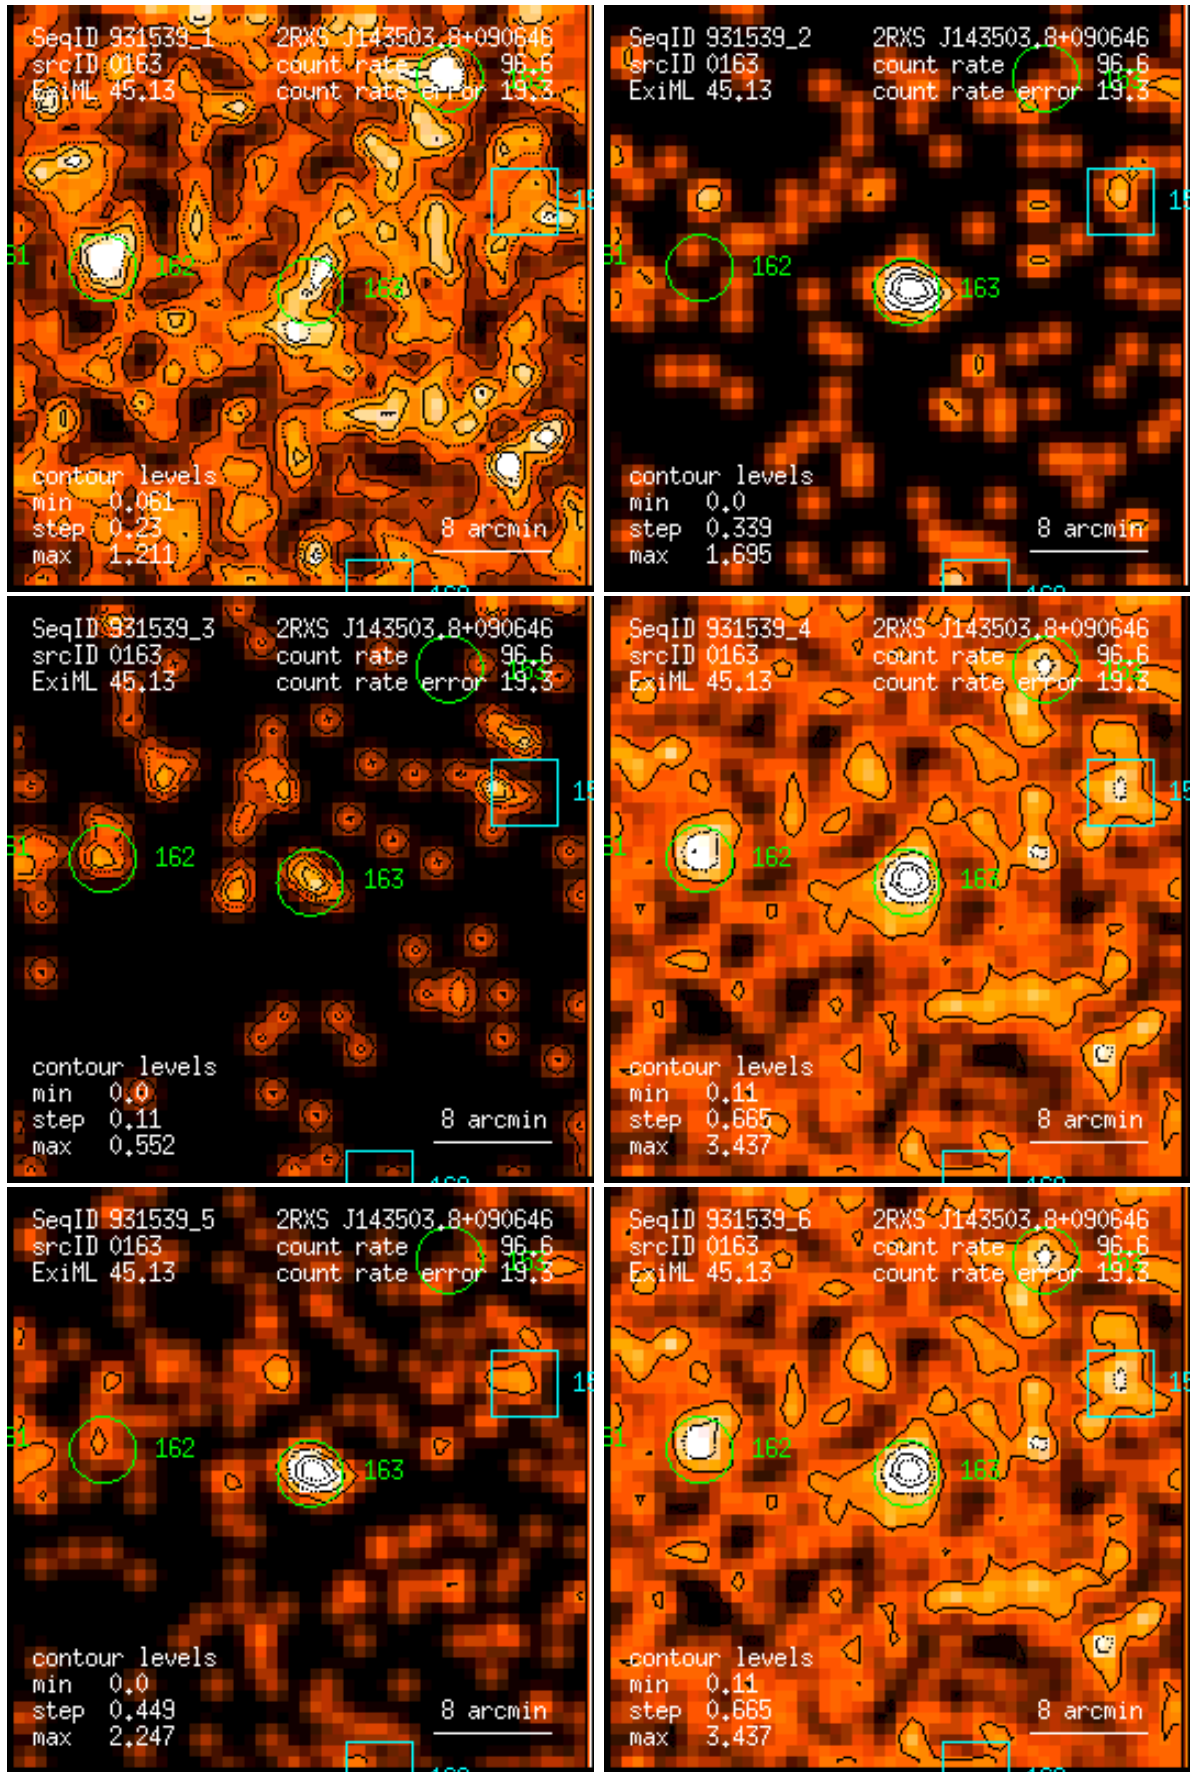 SeqID 931539_1 2RXS J143503.8+090646
srcID 0163 count rate 96.6
ExiML 45.13 count rate error 19.3
162
163
contour levels
min 0.061
step 0.23
max 1.211
8 arcmin
SeqID 931539_2 2RXS J143503.8+090646
srcID 0163 count rate 96.6
ExiML 45.13 count rate error 19.3
162
163
contour levels
min 0.0
step 0.339
max 1.695
8 arcmin
SeqID 931539_3 2RXS J143503.8+090646
srcID 0163 count rate 96.6
ExiML 45.13 count rate error 19.3
162
163
contour levels
min 0.0
step 0.11
max 0.552
8 arcmin
SeqID 931539_4 2RXS J143503.8+090646
srcID 0163 count rate 96.6
ExiML 45.13 count rate error 19.3
162
163
contour levels
min 0.11
step 0.665
max 3.437
8 arcmin
SeqID 931539_5 2RXS J143503.8+090646
srcID 0163 count rate 96.6
ExiML 45.13 count rate error 19.3
162
163
contour levels
min 0.0
step 0.449
max 2.247
8 arcmin
SeqID 931539_6 2RXS J143503.8+090646
srcID 0163 count rate 96.6
ExiML 45.13 count rate error 19.3
162
163
contour levels
min 0.11
step 0.665
max 3.437
8 arcmin